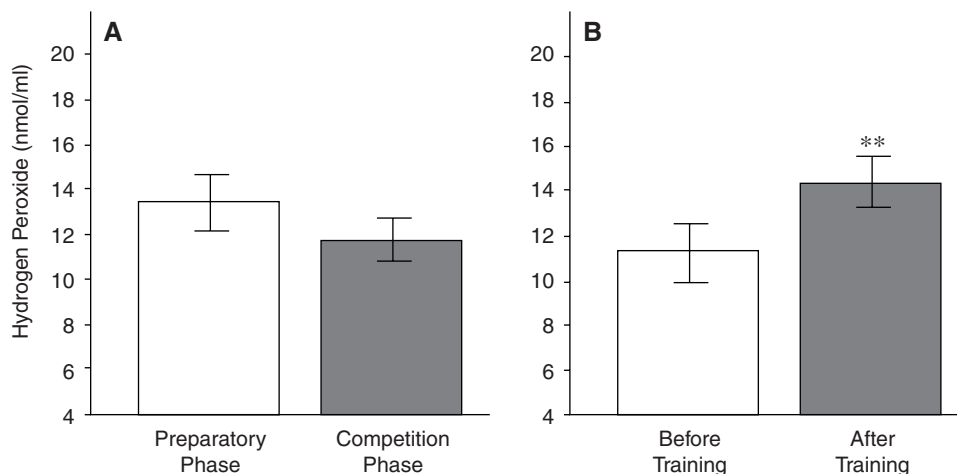 A
B
Hydrogen Peroxide (nmol/ml)
20
18
16
14
12
10
8
6
4
20
18
16
14
12
10
8
6
4
**
Preparatory
Phase
Competition
Phase
Before
Training
After
Training